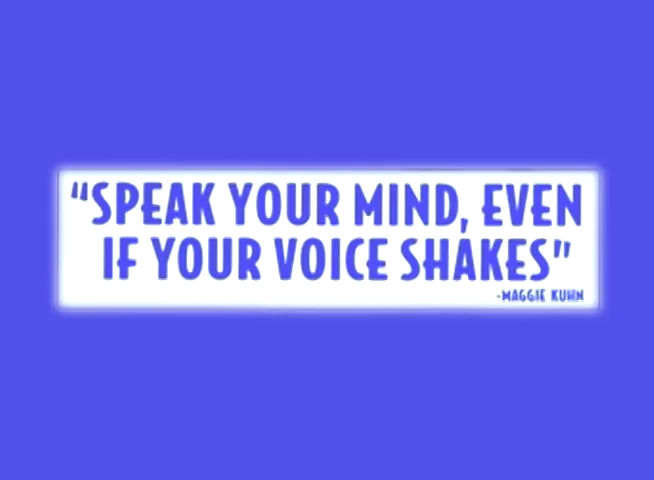 “SPEAK YOUR MIND, EVEN
IF YOUR VOICE SHAKES”
-MAGGIE KUHN